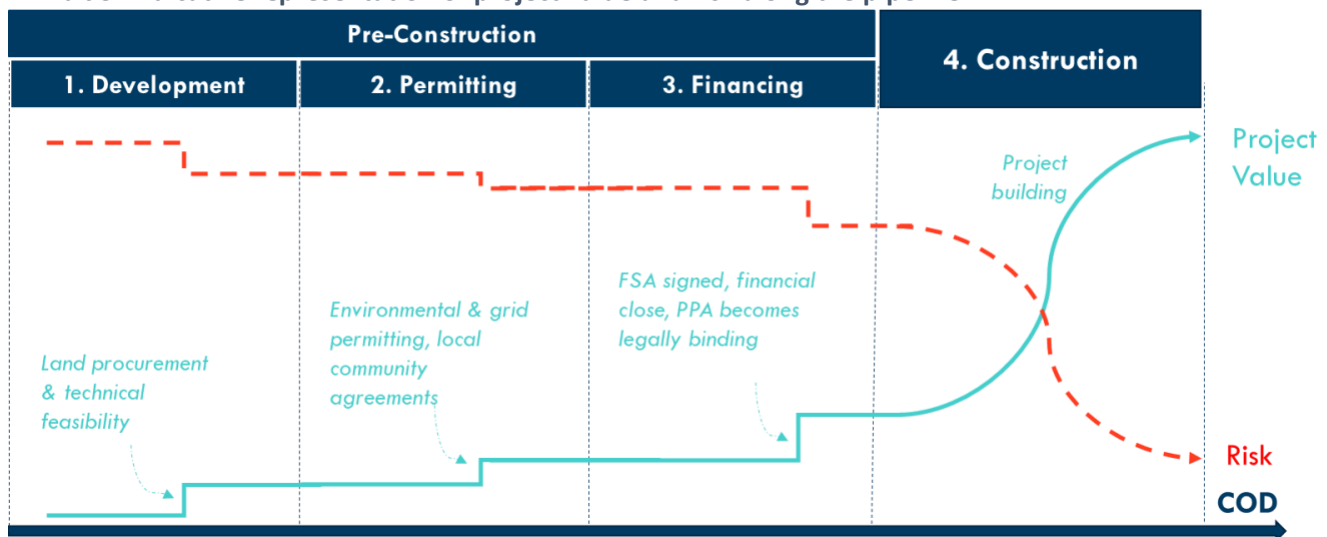 Pre-Construction
4. Construction
1. Development
2. Permitting
3. Financing
Project
Value
Project
building
FSA signed, financial
close, PPA becomes
legally binding
Environmental & grid
permitting, local
community
agreements
Land procurement
& technical
feasibility
Risk
COD